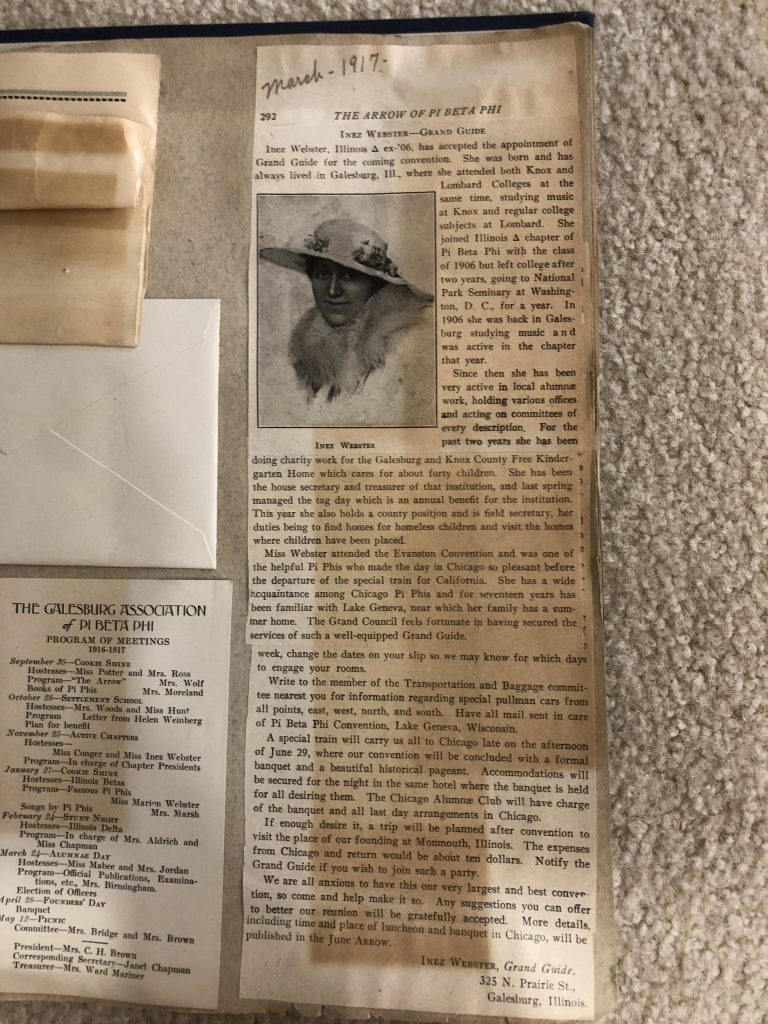 March - 1917 -
292 THE ARROW OF PI BETA PHI
INEZ WEBSTER—GRAND GUIDE
Inez Webster, Illinois Δ ex-'06, has accepted the appointment of
Grand Guide for the coming convention. She was born and has
always lived in Galesburg, Ill., where she attended both Knox and
Lombard Colleges at the
same time, studying music
at Knox and regular college
subjects at Lombard. She
joined Illinois Δ chapter of
Pi Beta Phi with the class
of 1906 but left college after
two years, going to National
Park Seminary at Washing-
ton, D. C., for a year. In
1906 she was back in Gales-
burg studying music and
was active in the chapter
that year.
Since then she has been
very active in local alumnæ
work, holding various offices
and acting on committees of
every description. For the
past two years she has been
INEZ WEBSTER
doing charity work for the Galesburg and Knox County Free Kinder-
garten Home which cares for about forty children. She has been
the house secretary and treasurer of that institution, and last spring
managed the tag day which is an annual benefit for the institution.
This year she also holds a county position and is field secretary, her
duties being to find homes for homeless children and visit the homes
where children have been placed.
Miss Webster attended the Evanston Convention and was one of
the helpful Pi Phis who made the day in Chicago so pleasant before
the departure of the special train for California. She has a wide
acquaintance among Chicago Pi Phis and for seventeen years has
been familiar with Lake Geneva, near which her family has a sum-
mer home. The Grand Council feels fortunate in having secured the
services of such a well-equipped Grand Guide.
week, change the dates on your slip so we may know for which days
to engage your rooms.
Write to the member of the Transportation and Baggage commit-
tee nearest you for information regarding special pullman cars from
all points, east, west, north, and south. Have all mail sent in care
of Pi Beta Phi Convention, Lake Geneva, Wisconsin.
A special train will carry us all to Chicago late on the afternoon
of June 29, where our convention will be concluded with a formal
banquet and a beautiful historical pageant. Accommodations will
be secured for the night in the same hotel where the banquet is held
for all desiring them. The Chicago Alumnæ Club will have charge
of the banquet and all last day arrangements in Chicago.
If enough desire it, a trip will be planned after convention to
visit the place of our founding at Monmouth, Illinois. The expenses
from Chicago and return would be about ten dollars. Notify the
Grand Guide if you wish to join such a party.
We are all anxious to have this our very largest and best conven-
tion, so come and help make it so. Any suggestions you can offer
to better our reunion will be gratefully accepted. More details,
including time and place of luncheon and banquet in Chicago, will be
published in the June ARROW.
INEZ WEBSTER, Grand Guide,
325 N. Prairie St.,
Galesburg, Illinois.
THE GALESBURG ASSOCIATION
of PI BETA PHI
PROGRAM OF MEETINGS
1916-1917
September 30—COOKIE SHINE
Hostesses—Miss Potter and Mrs. Ross
Program—"The Arrow" Mrs. Wolf
Books of Pi Phis Mrs. Moreland
October 28—SETTLEMENT SCHOOL
Hostesses—Mrs. Woods and Miss Hunt
Program Letter from Helen Weinberg
Plan for benefit
November 25—ACTIVE CHAPTERS
Hostesses—
Miss Conger and Miss Inez Webster
Program—In charge of Chapter Presidents
January 27—COOKIE SHINE
Hostesses—Illinois Betas
Program—Famous Pi Phis
Miss Marion Webster
Songs by Pi Phis Mrs. Marsh
February 24—STUNT NIGHT
Hostesses—Illinois Delta
Program—In charge of Mrs. Aldrich and
Miss Chapman
March 24—ALUMNAE DAY
Hostesses—Miss Mabee and Mrs. Jordan
Program—Official Publications, Examina-
tions, etc., Mrs. Birmingham.
Election of Officers
April 28—FOUNDERS' DAY
Banquet
May 12—PICNIC
Committee—Mrs. Bridge and Mrs. Brown
President—Mrs. C. H. Brown
Corresponding Secretary—Janet Chapman
Treasurer—Mrs. Ward Mariner